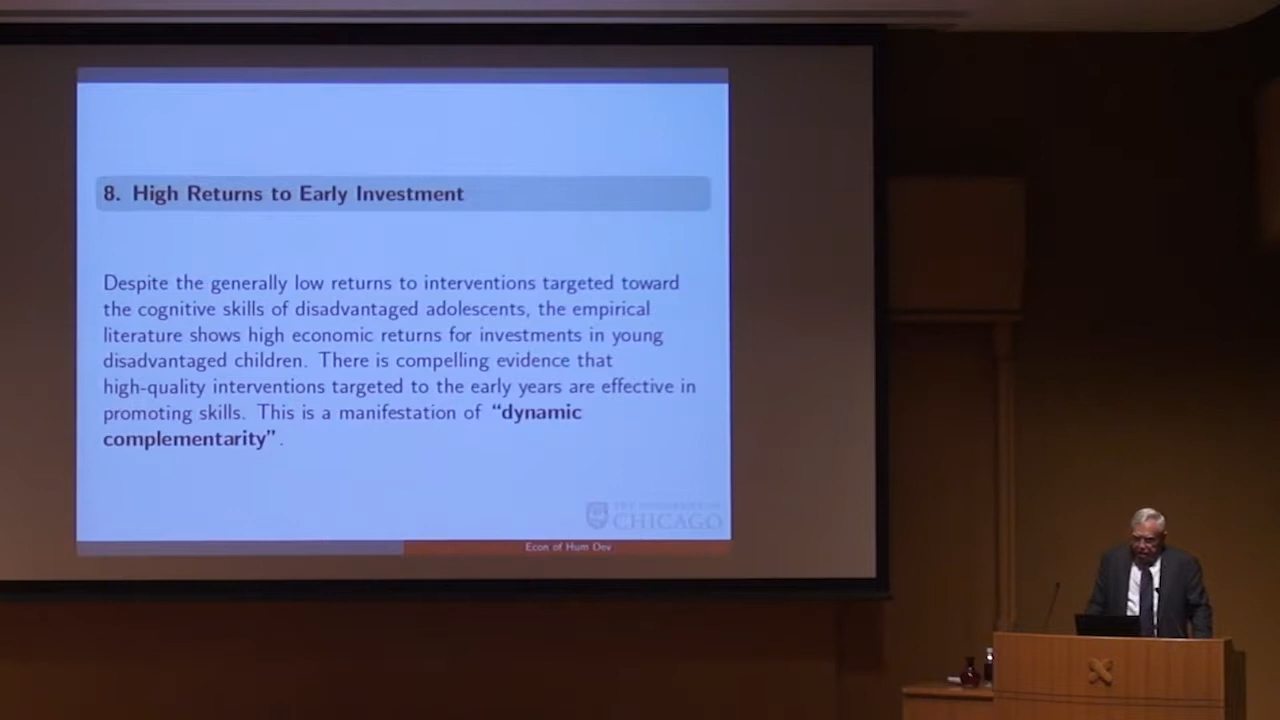 8. High Returns to Early Investment
Despite the generally low returns to interventions targeted toward
the cognitive skills of disadvantaged adolescents, the empirical
literature shows high economic returns for investments in young
disadvantaged children. There is compelling evidence that
high-quality interventions targeted to the early years are effective in
promoting skills. This is a manifestation of “dynamic
complementarity”.
THE UNIVERSITY OF
CHICAGO
Econ of Hum Dev